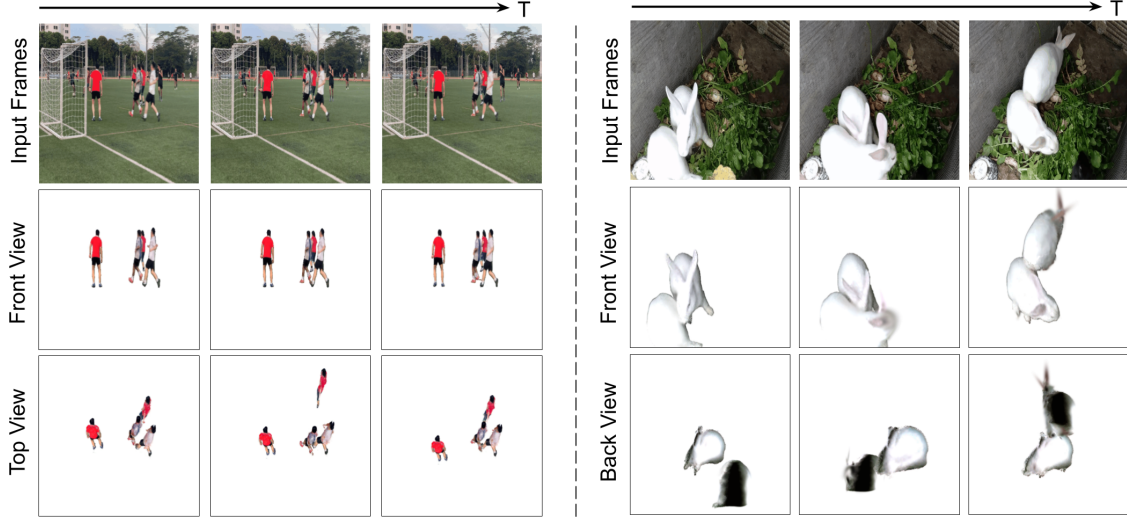 T
Input Frames
Front View
Top View
T
Input Frames
Front View
Back View